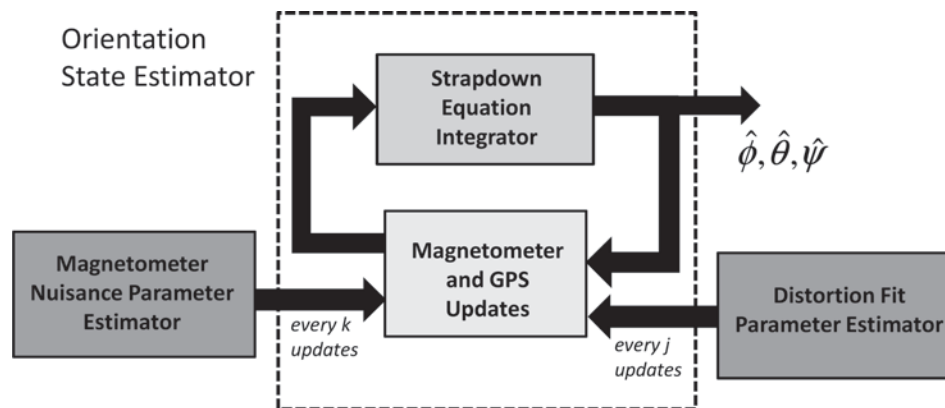 Orientation
State Estimator
Strapdown
Equation
Integrator
ϕ̂, θ̂, ψ̂
Magnetometer
and GPS
Updates
Magnetometer
Nuisance Parameter
Estimator
every k
updates
Distortion Fit
Parameter Estimator
every j
updates